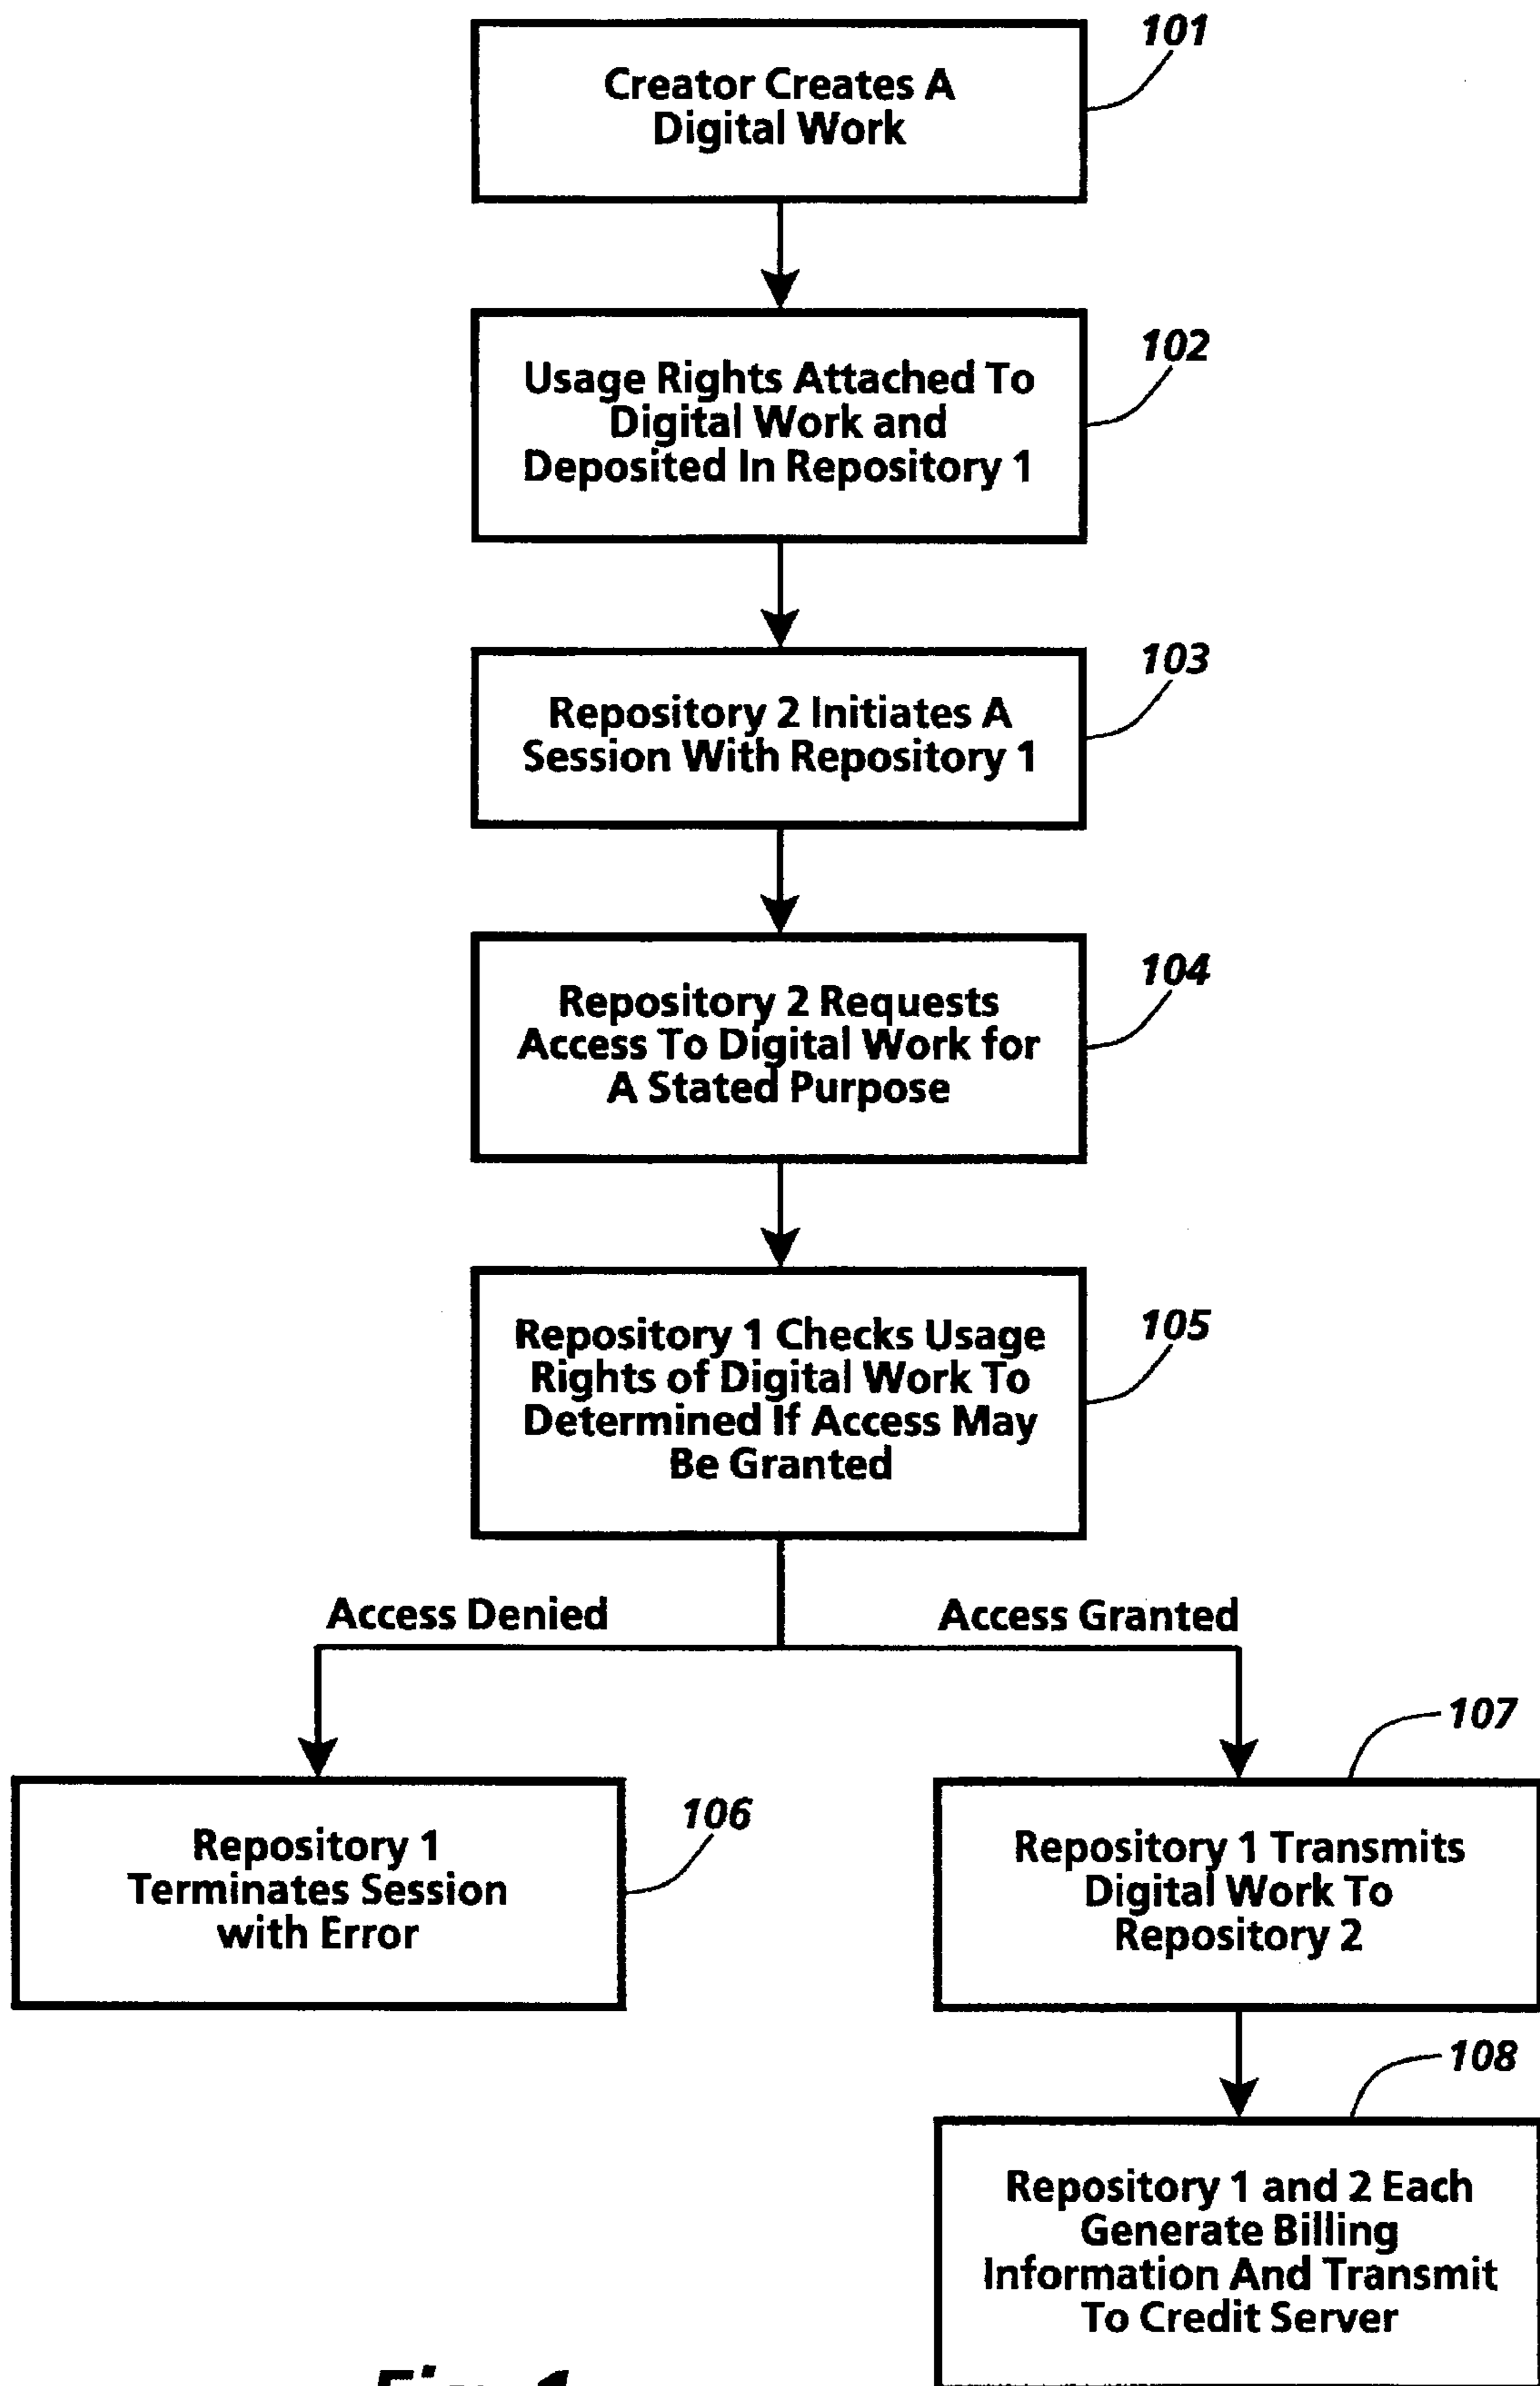 101
Creator Creates A
Digital Work
102
Usage Rights Attached To
Digital Work and
Deposited In Repository 1
103
Repository 2 Initiates A
Session With Repository 1
104
Repository 2 Requests
Access To Digital Work for
A Stated Purpose
105
Repository 1 Checks Usage
Rights of Digital Work To
Determined If Access May
Be Granted
Access Denied
Access Granted
106
Repository 1
Terminates Session
with Error
107
Repository 1 Transmits
Digital Work To
Repository 2
108
Repository 1 and 2 Each
Generate Billing
Information And Transmit
To Credit Server